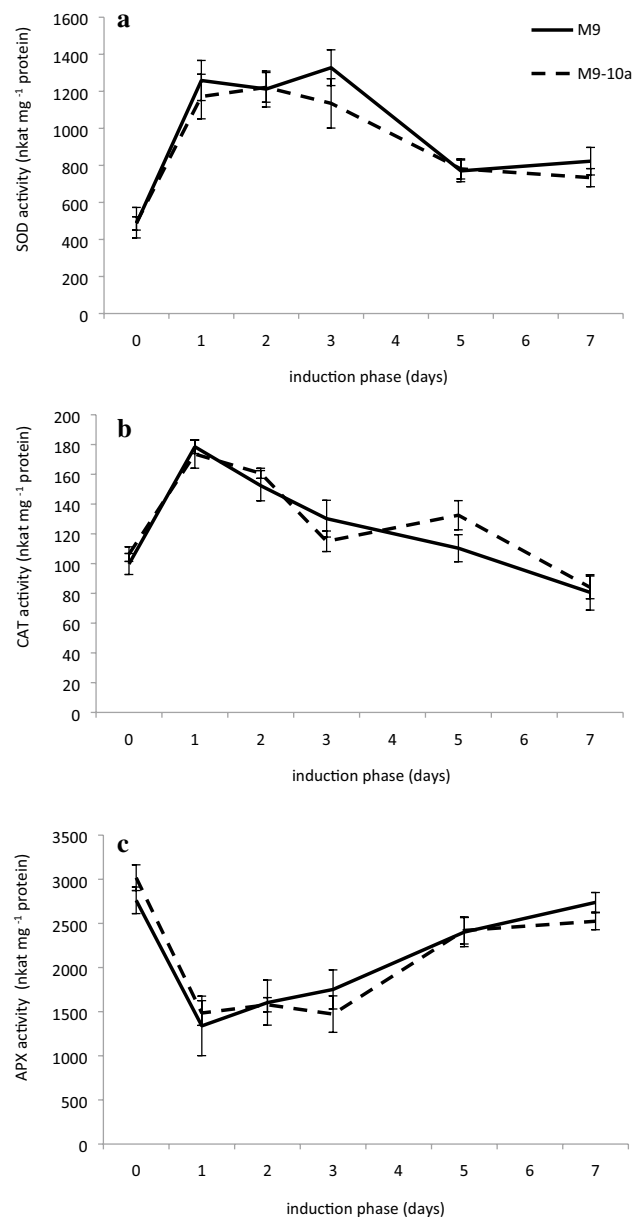 a
M9
M9-10a
SOD activity (nkat mg -1 protein)
1600
1400
1200
1000
800
600
400
200
0
0 1 2 3 4 5 6 7
induction phase (days)
b
CAT activity (nkat mg -1 protein)
200
180
160
140
120
100
80
60
40
20
0
0 1 2 3 4 5 6 7
induction phase (days)
c
APX activity (nkat mg -1 protein)
3500
3000
2500
2000
1500
1000
500
0
0 1 2 3 4 5 6 7
induction phase (days)